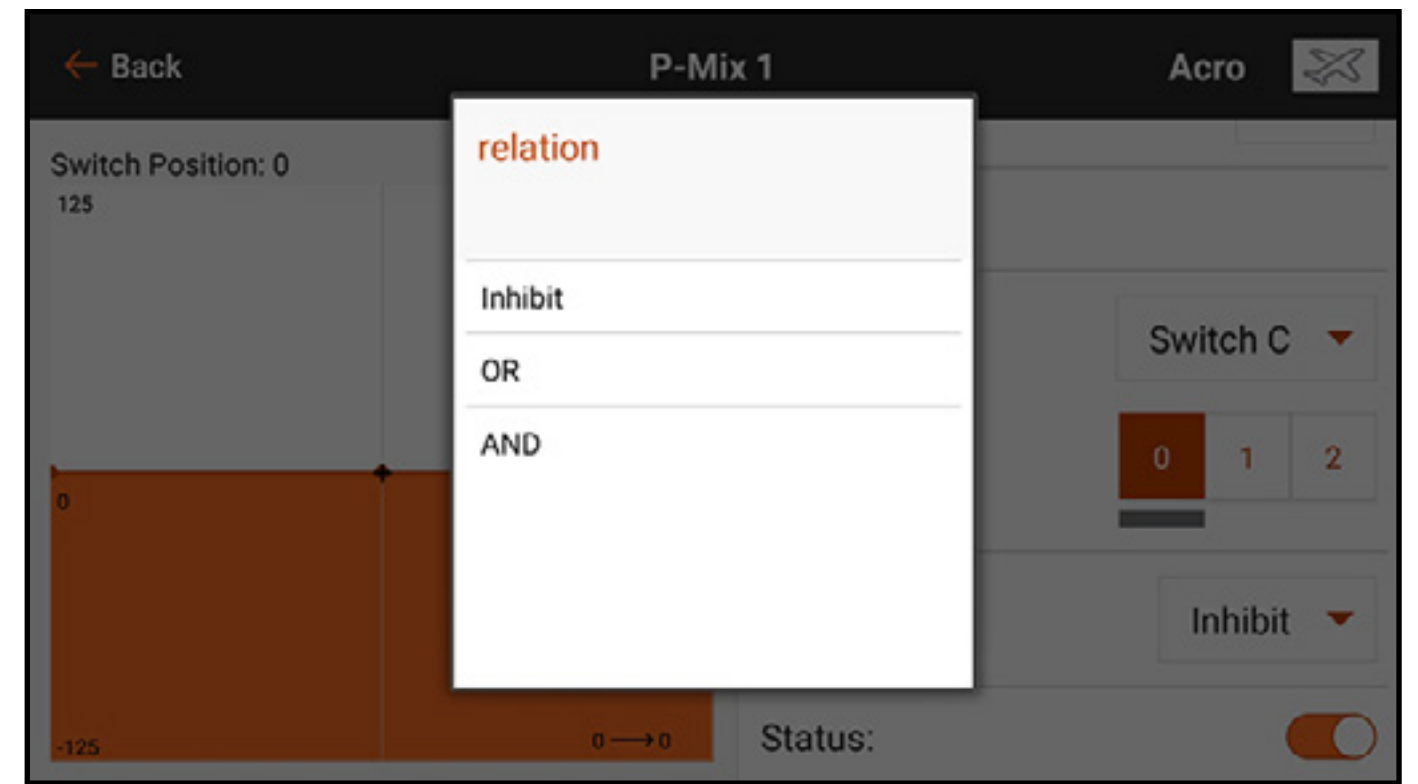 Back
P-Mix 1
Acro
Switch Position: 0
125
0
-125
0 → 0
relation
Inhibit
OR
AND
Switch C
0 1 2
Inhibit
Status: